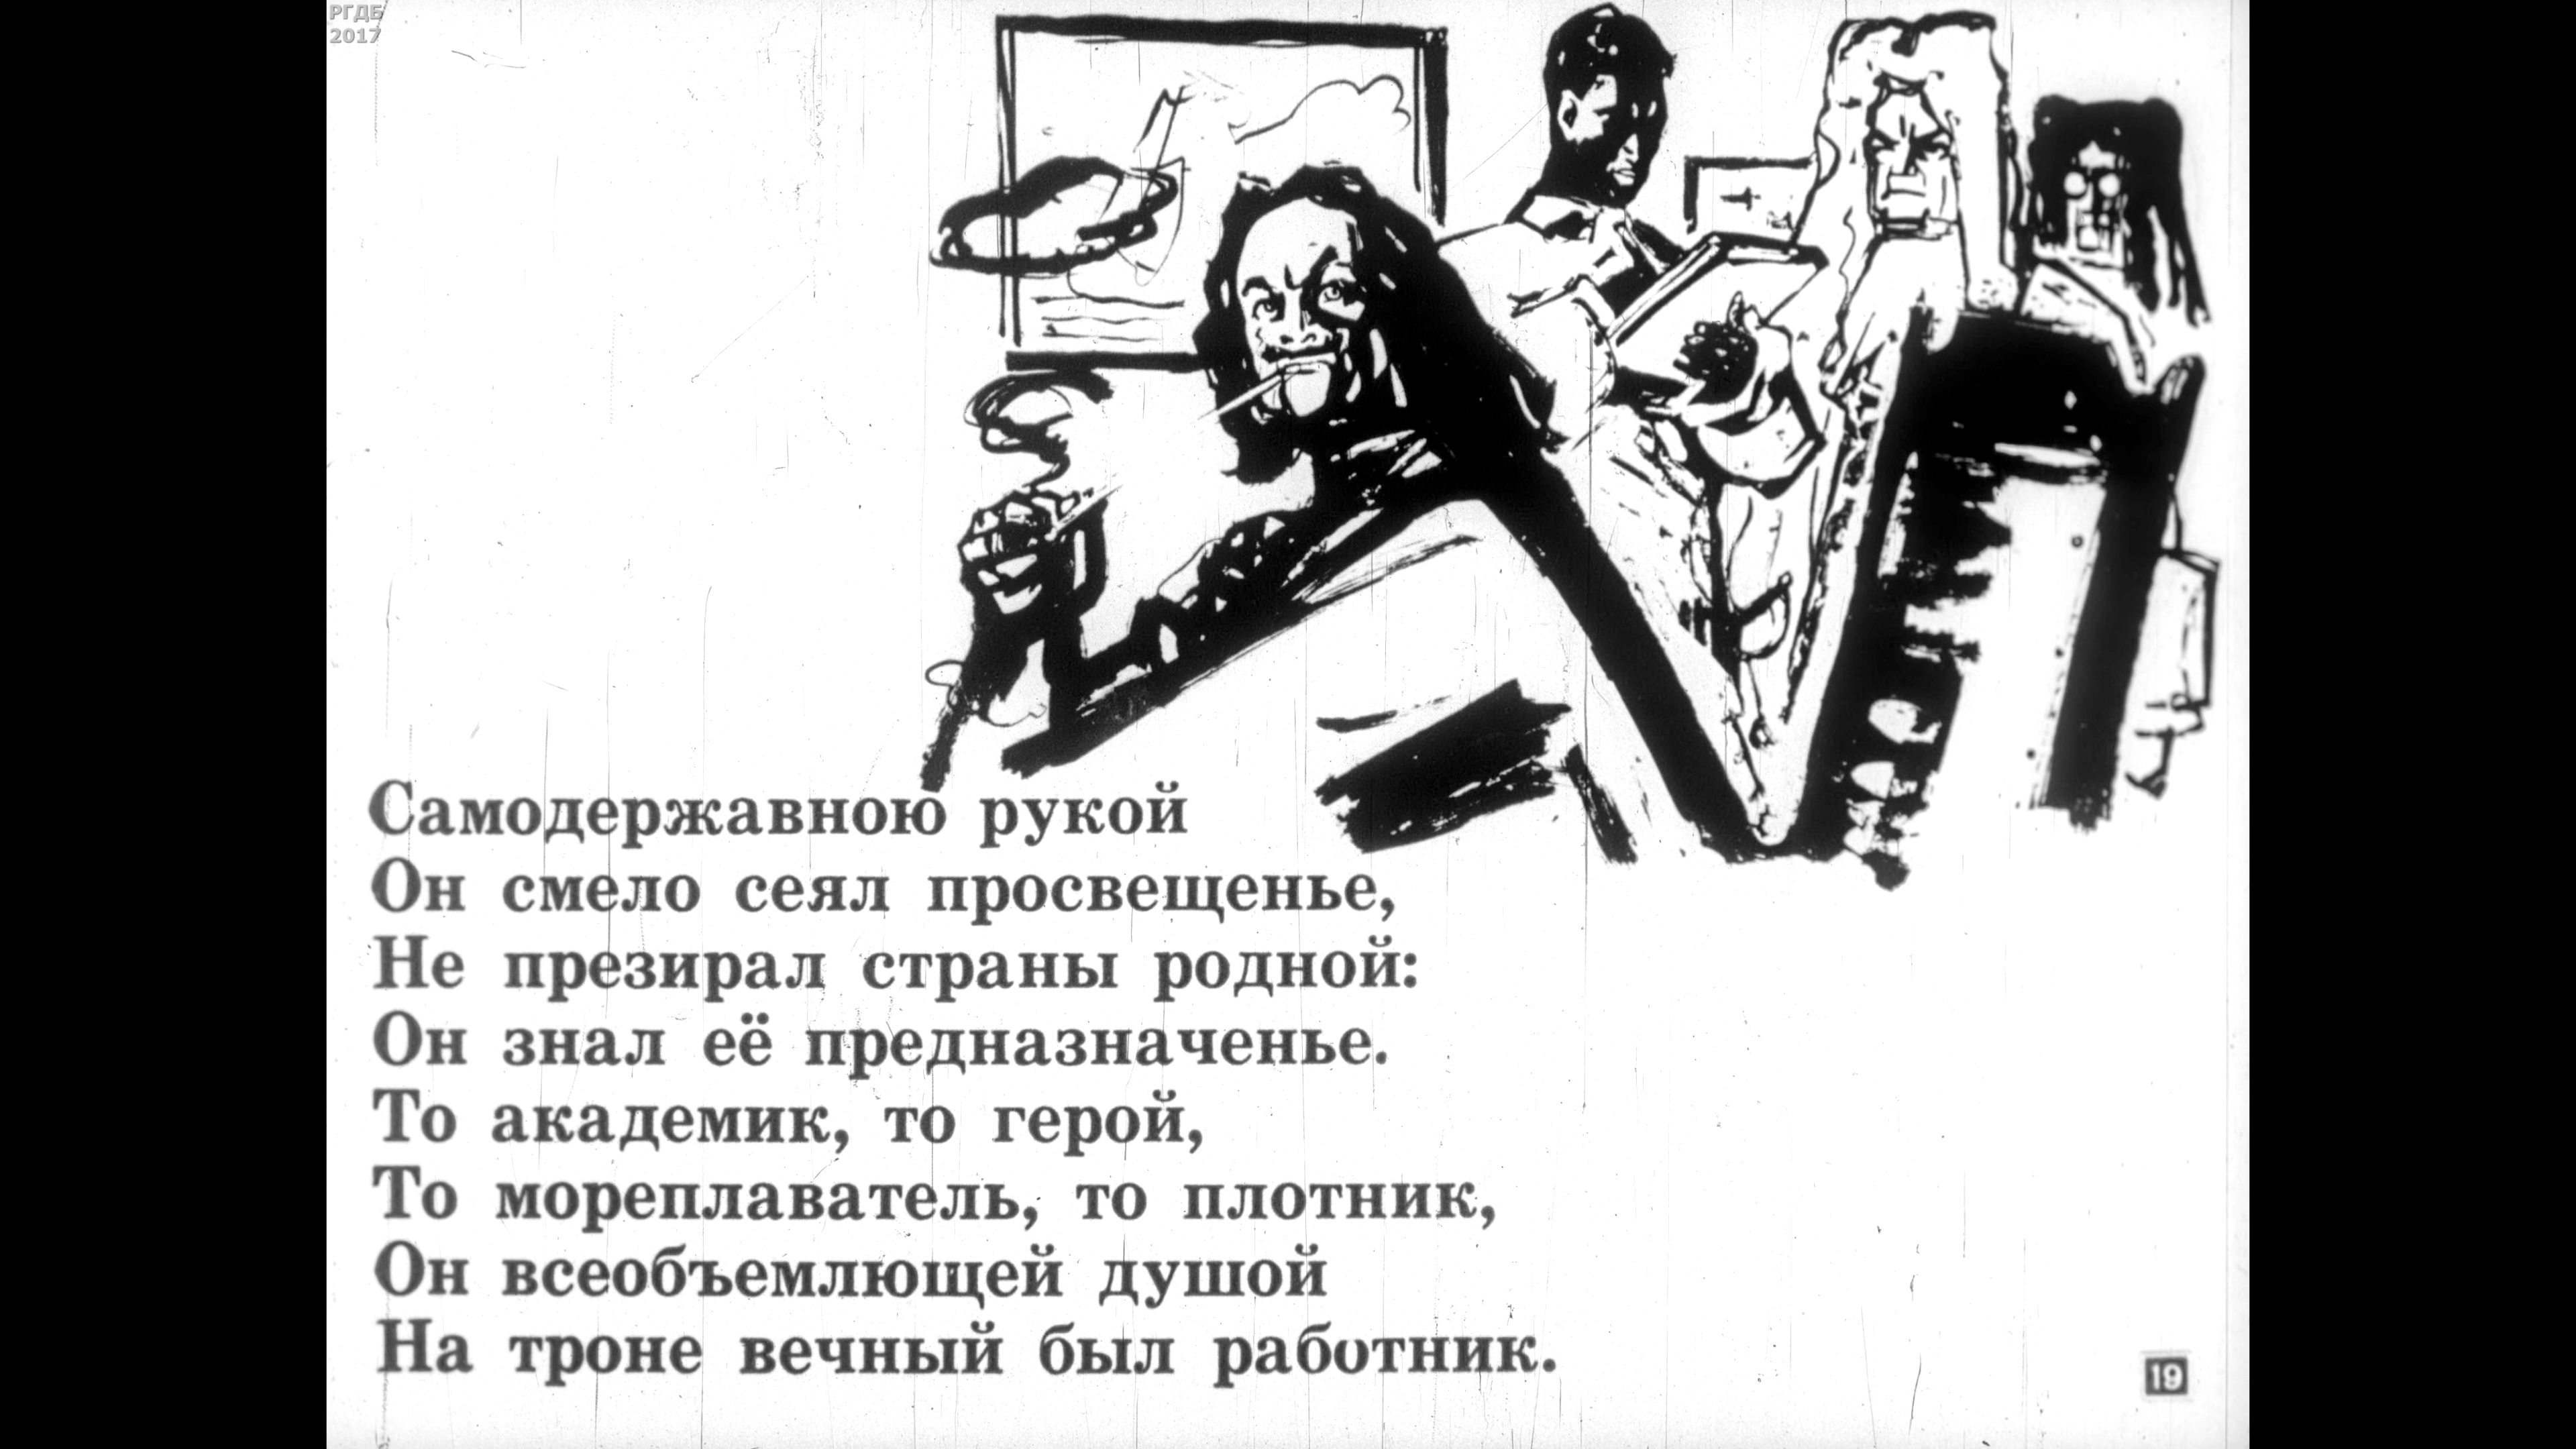 РГДБ
2017
Самодержавною рукой
Он смело сеял просвещенье,
Не презирал страны родной:
Он знал её предназначенье.
То академик, то герой,
То мореплаватель, то плотник,
Он всеобъемлющей душой
На троне вечный был работник.
19